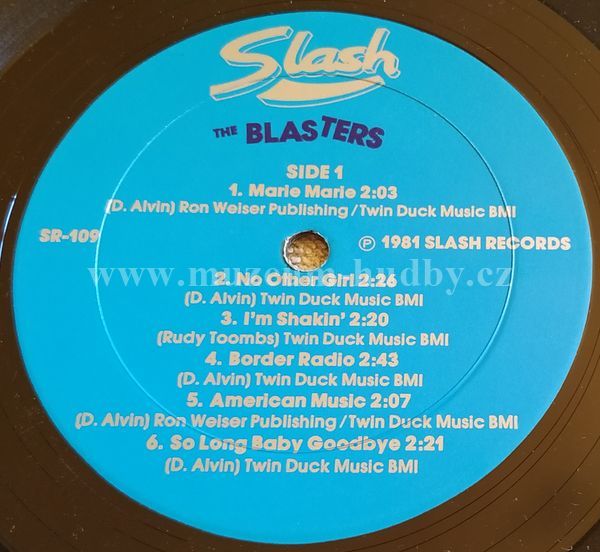 Slash
THE BLASTERS
SIDE 1
1. Marie Marie 2:03
(D. Alvin) Ron Weiser Publishing/Twin Duck Music BMI
SR-109
℗ 1981 SLASH RECORDS
www.muzeum-hudby.cz
2. No Other Girl 2:26
(D. Alvin) Twin Duck Music BMI
3. I'm Shakin' 2:20
(Rudy Toombs) Twin Duck Music BMI
4. Border Radio 2:43
(D. Alvin) Twin Duck Music BMI
5. American Music 2:07
(D. Alvin) Ron Weiser Publishing/Twin Duck Music BMI
6. So Long Baby Goodbye 2:21
(D. Alvin) Twin Duck Music BMI